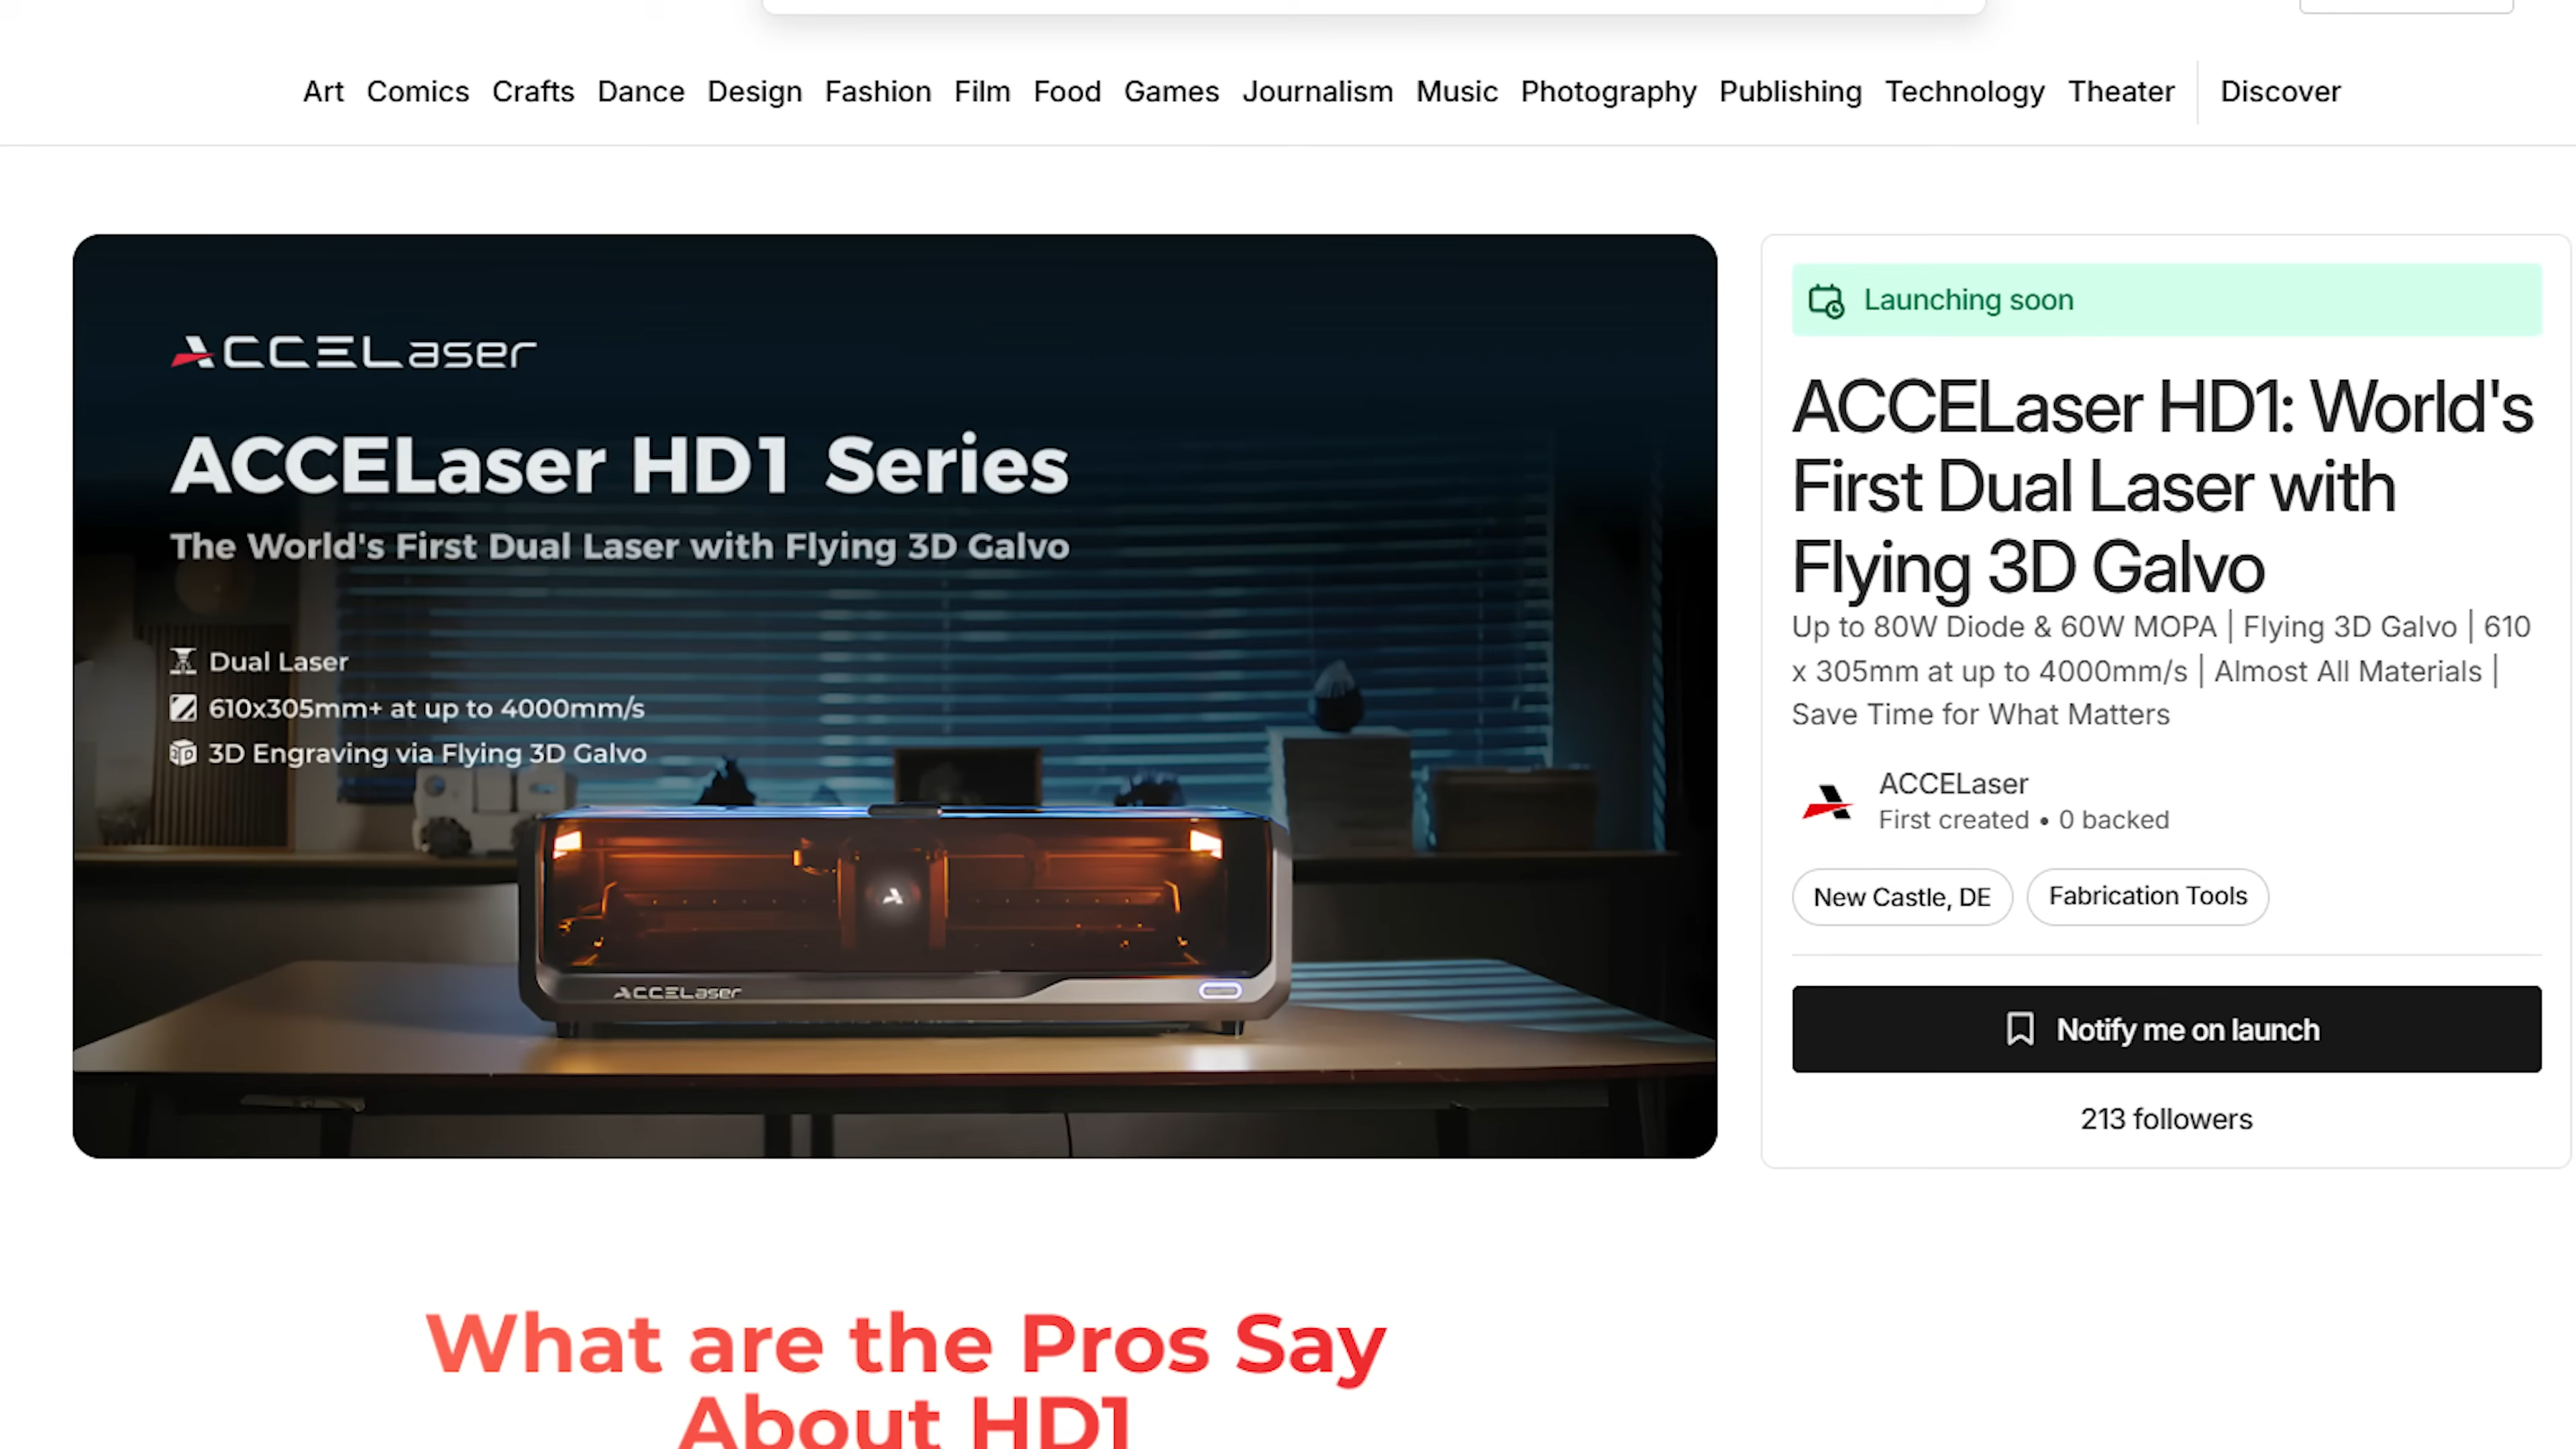 Art Comics Crafts Dance Design Fashion Film Food Games Journalism Music Photography Publishing Technology Theater Discover
ACCELaser
ACCELaser HD1 Series
The World's First Dual Laser with Flying 3D Galvo
Dual Laser
610x305mm+ at up to 4000mm/s
3D Engraving via Flying 3D Galvo
ACCELaser
Launching soon
ACCELaser HD1: World's
First Dual Laser with
Flying 3D Galvo
Up to 80W Diode & 60W MOPA | Flying 3D Galvo | 610
x 305mm at up to 4000mm/s | Almost All Materials |
Save Time for What Matters
ACCELaser
First created • 0 backed
New Castle, DE
Fabrication Tools
Notify me on launch
213 followers
What are the Pros Say
About HD1